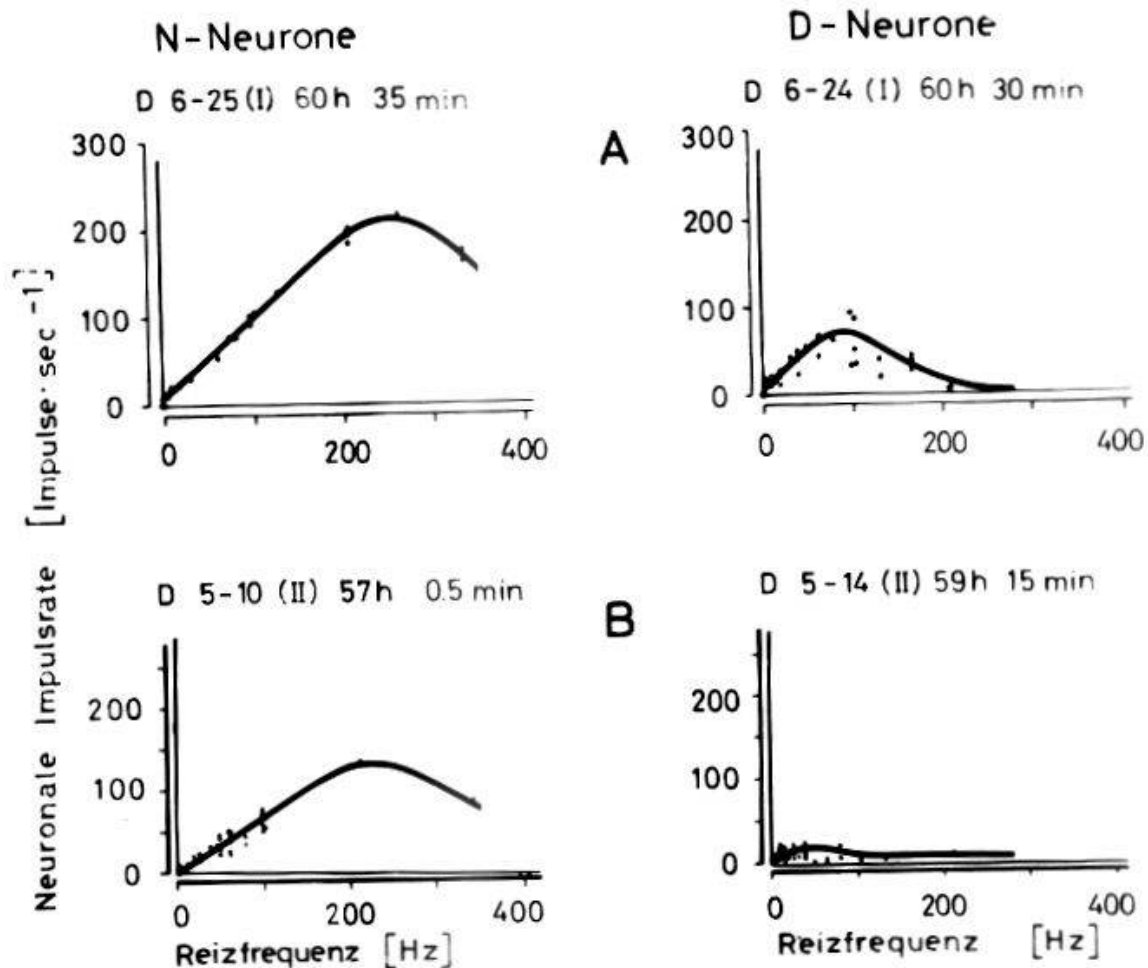 N-Neurone
D 6-25 (I) 60h 35 min
300
200
100
0
0 200 400
D-Neurone
D 6-24 (I) 60h 30 min
A
300
200
100
0
0 200 400
Neuronale Impulsrate [Impulse·sec⁻¹]
D 5-10 (II) 57h 0.5 min
200
100
0
0 200 400
Reizfrequenz [Hz]
D 5-14 (II) 59h 15 min
B
200
100
0
0 200 400
Reizfrequenz [Hz]